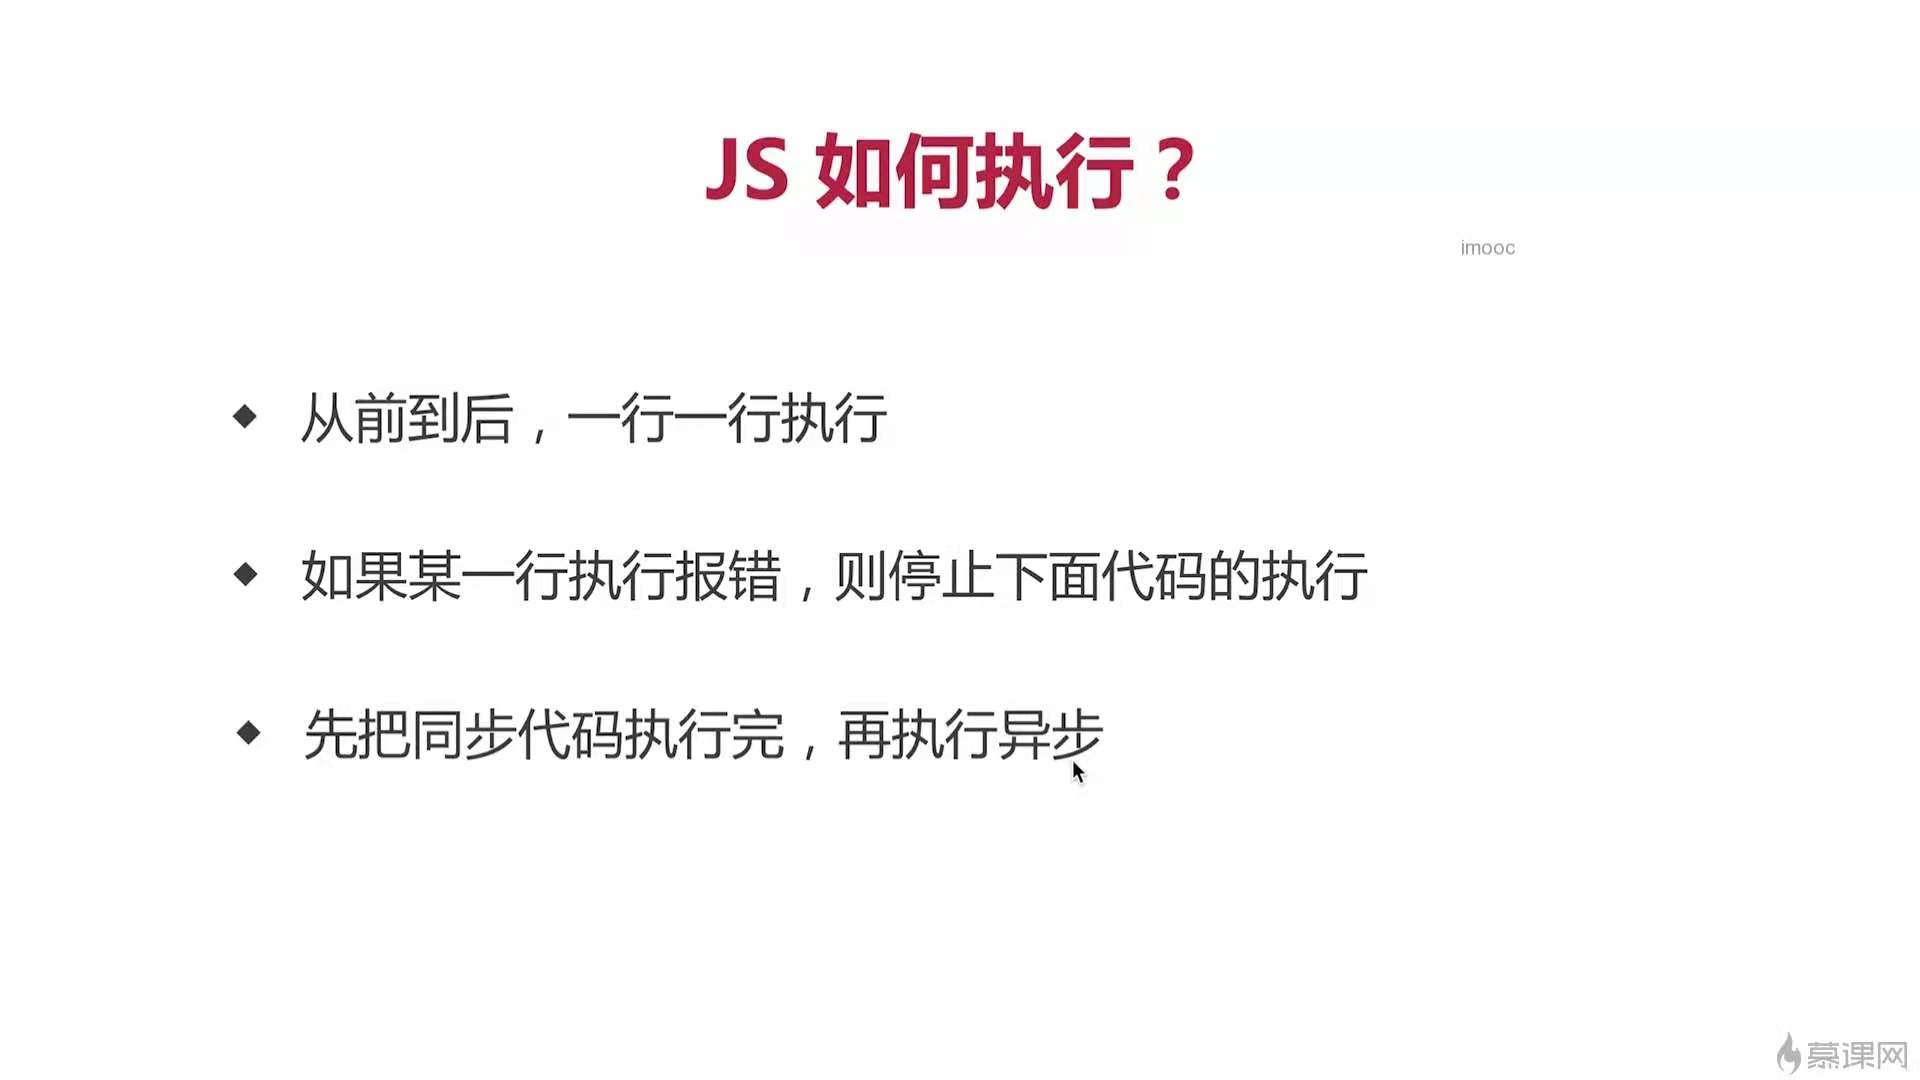 JS 如何执行？
imooc
◆ 从前到后，一行一行执行
◆ 如果某一行执行报错，则停止下面代码的执行
◆ 先把同步代码执行完，再执行异步
慕课网